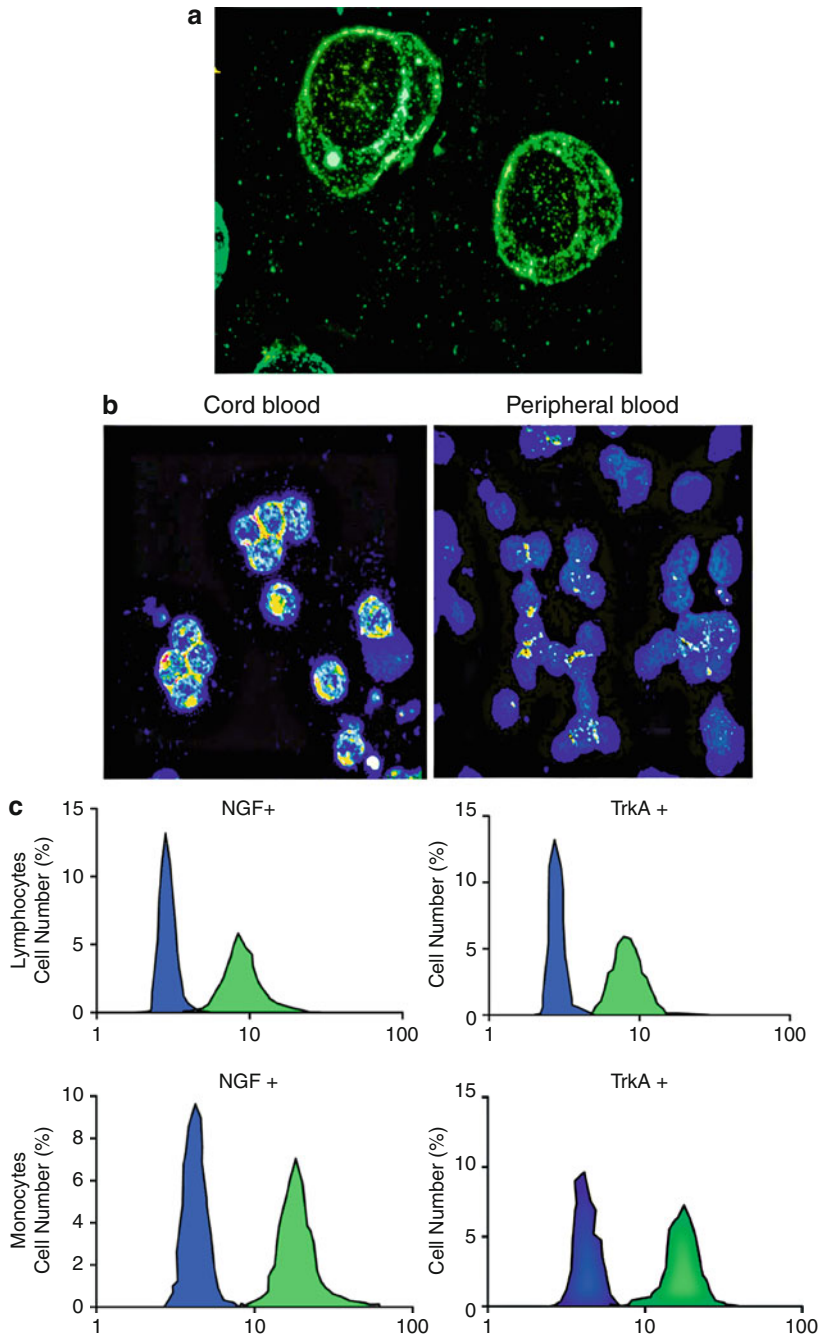 a
b
Cord blood
Peripheral blood
c
NGF+
Lymphocytes
Cell Number (%)
15
10
5
0
1
10
100
TrkA +
Cell Number (%)
15
10
5
0
1
10
100
NGF +
Monocytes
Cell Number (%)
10
8
6
4
2
0
1
10
100
TrkA +
Cell Number (%)
15
10
5
0
1
10
100